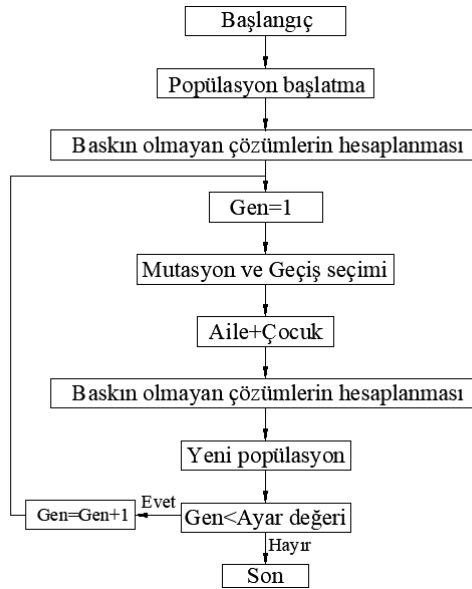 Başlangıç
Popülasyon başlatma
Baskın olmayan çözümlerin hesaplanması
Gen=1
Mutasyon ve Geçiş seçimi
Aile+Çocuk
Baskın olmayan çözümlerin hesaplanması
Yeni popülasyon
Gen=Gen+1
Evet
Gen<Ayar değeri
Hayır
Son